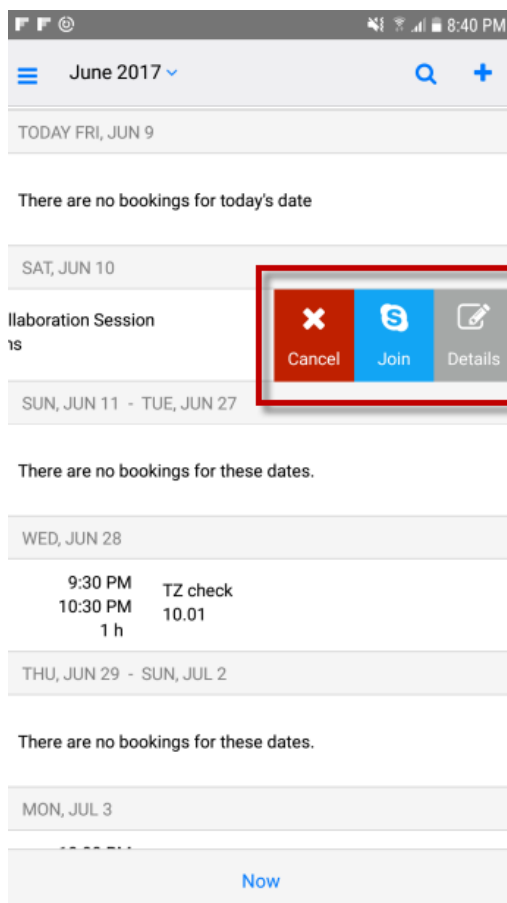 8:40 PM
June 2017
TODAY FRI, JUN 9
There are no bookings for today's date
SAT, JUN 10
llaboration Session
ns
Cancel
Join
Details
SUN, JUN 11 - TUE, JUN 27
There are no bookings for these dates.
WED, JUN 28
9:30 PM
10:30 PM
1 h
TZ check
10.01
THU, JUN 29 - SUN, JUL 2
There are no bookings for these dates.
MON, JUL 3
Now